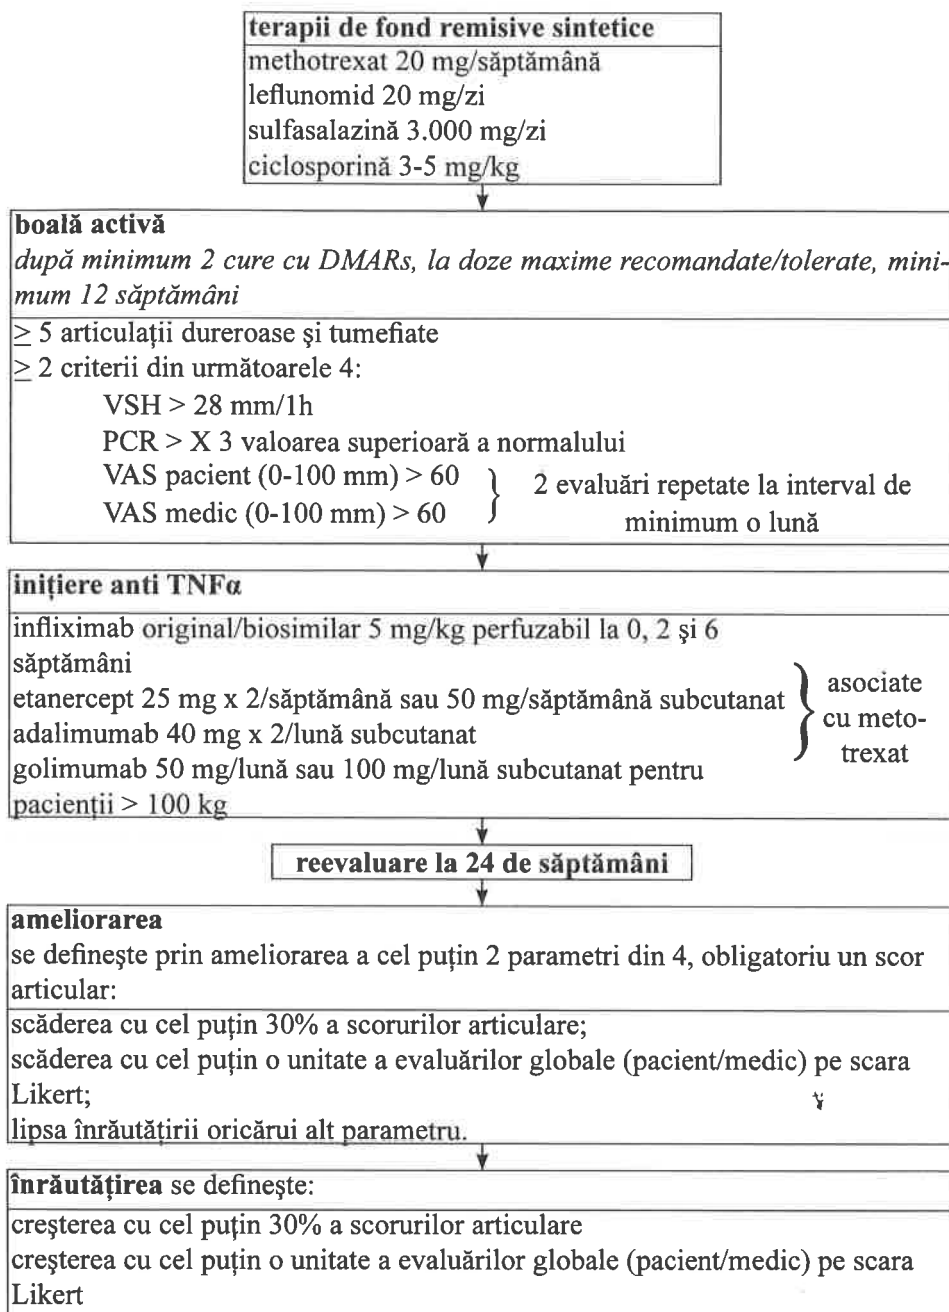 terapii de fond remisive sintetice
methotrexat 20 mg/săptămână
leflunomid 20 mg/zi
sulfasalazină 3.000 mg/zi
ciclosporină 3-5 mg/kg
boală activă
după minimum 2 cure cu DMARs, la doze maxime recomandate/tolerate, mini-
mum 12 săptămâni
≥ 5 articulații dureroase şi tumefiate
≥ 2 criterii din următoarele 4:
VSH > 28 mm/1h
PCR > X 3 valoarea superioară a normalului
VAS pacient (0-100 mm) > 60
VAS medic (0-100 mm) > 60
2 evaluări repetate la interval de
minimum o lună
inițiere anti TNFα
infliximab original/biosimilar 5 mg/kg perfuzabil la 0, 2 şi 6
săptămâni
etanercept 25 mg x 2/săptămână sau 50 mg/săptămână subcutanat
adalimumab 40 mg x 2/lună subcutanat
golimumab 50 mg/lună sau 100 mg/lună subcutanat pentru
pacienții > 100 kg
asociate
cu meto-
trexat
reevaluare la 24 de săptămâni
ameliorarea
se defineşte prin ameliorarea a cel puțin 2 parametri din 4, obligatoriu un scor
articular:
scăderea cu cel puțin 30% a scorurilor articulare;
scăderea cu cel puțin o unitate a evaluărilor globale (pacient/medic) pe scara
Likert;
lipsa înrăutățirii oricărui alt parametru.
înrăutățirea se defineşte:
creşterea cu cel puțin 30% a scorurilor articulare
creşterea cu cel puțin o unitate a evaluărilor globale (pacient/medic) pe scara
Likert